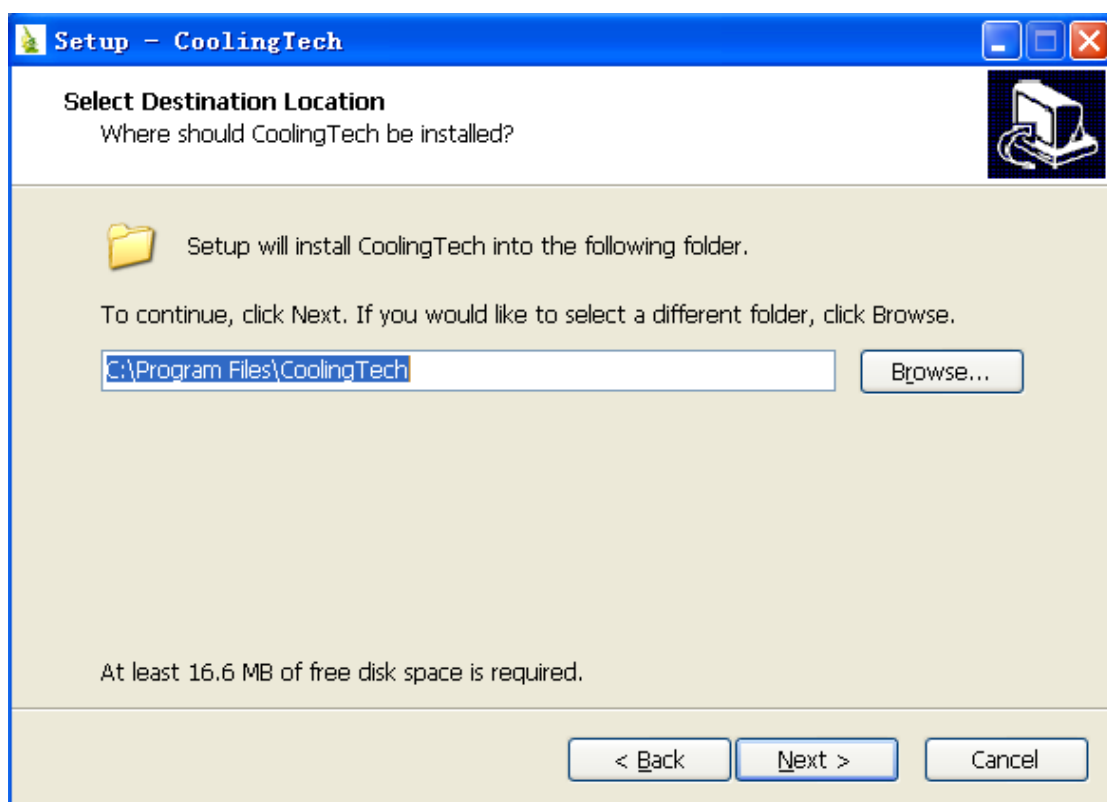 Setup - CoolingTech
Select Destination Location
Where should CoolingTech be installed?
Setup will install CoolingTech into the following folder.
To continue, click Next. If you would like to select a different folder, click Browse.
C:\Program Files\CoolingTech
Browse...
At least 16.6 MB of free disk space is required.
< Back
Next >
Cancel